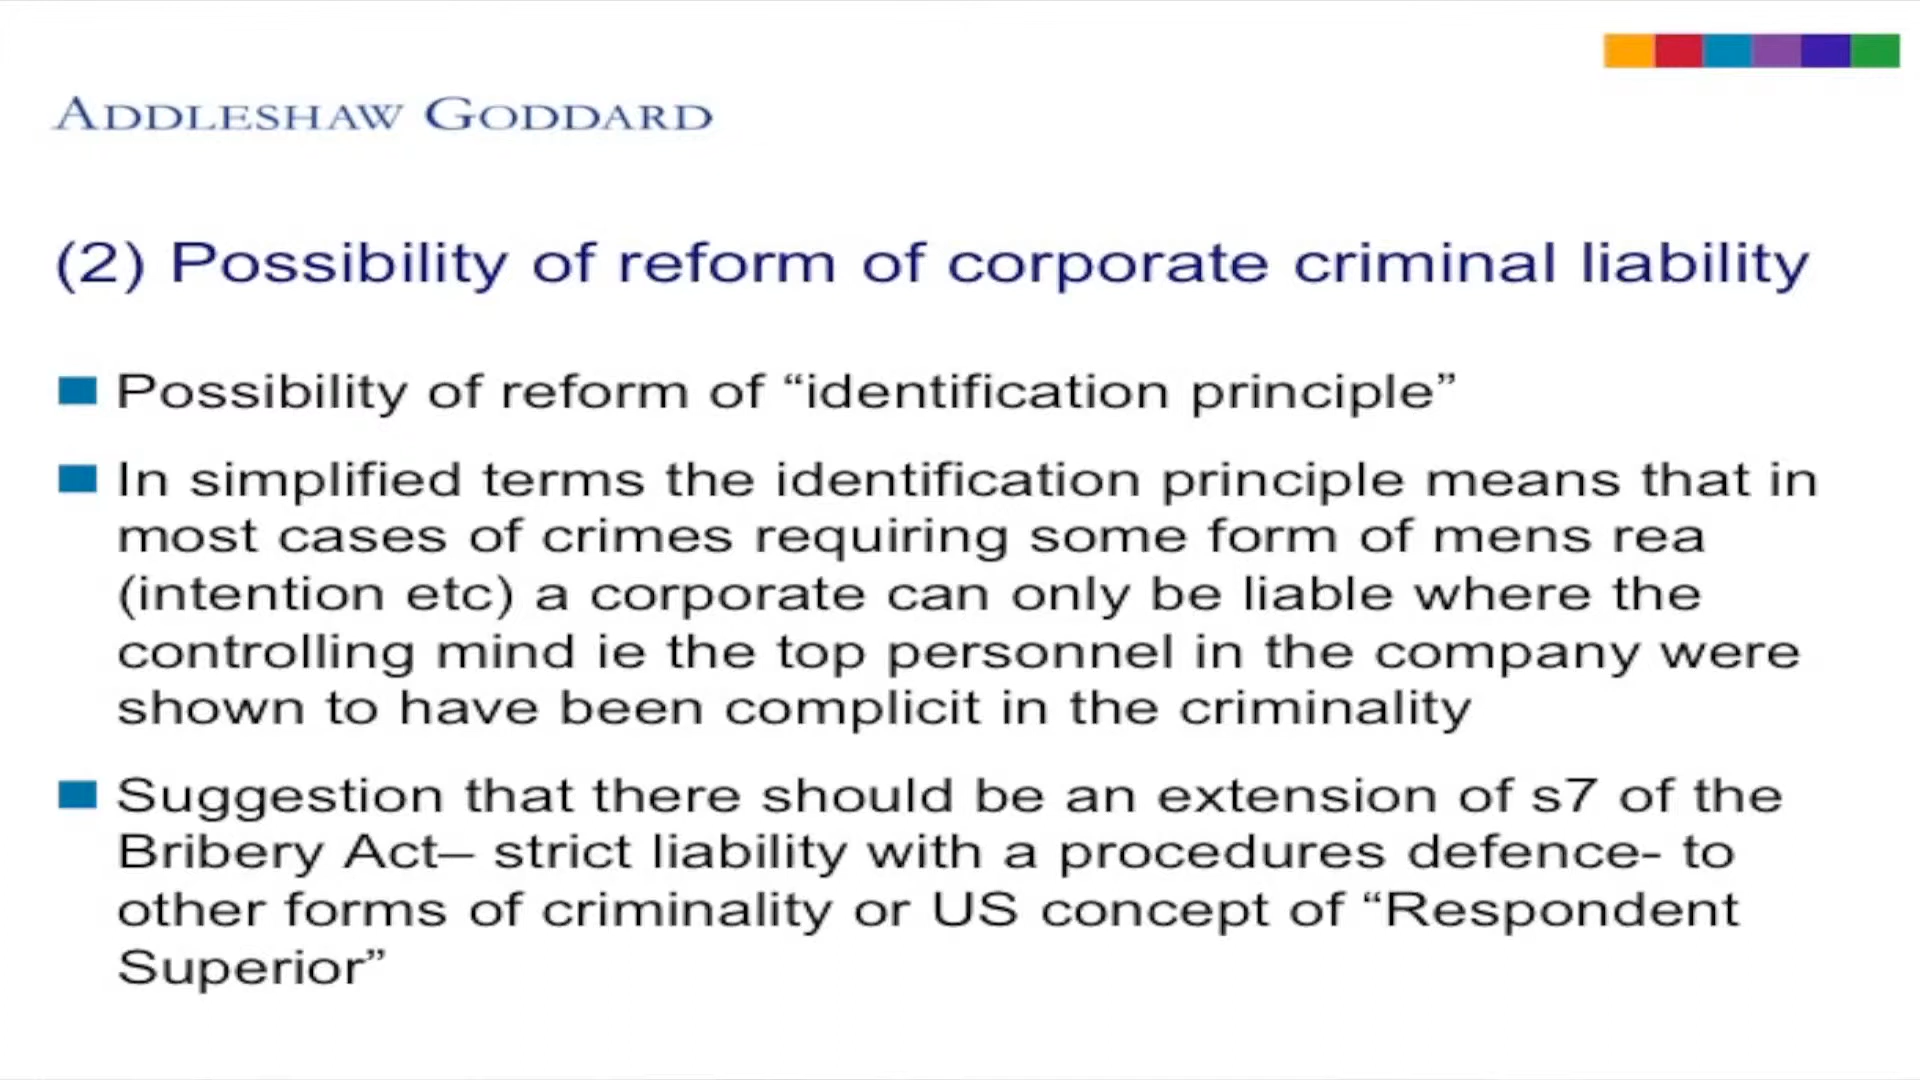 ADDLESHAW GODDARD
(2) Possibility of reform of corporate criminal liability
Possibility of reform of “identification principle”
In simplified terms the identification principle means that in
most cases of crimes requiring some form of mens rea
(intention etc) a corporate can only be liable where the
controlling mind ie the top personnel in the company were
shown to have been complicit in the criminality
Suggestion that there should be an extension of s7 of the
Bribery Act– strict liability with a procedures defence- to
other forms of criminality or US concept of “Respondent
Superior”